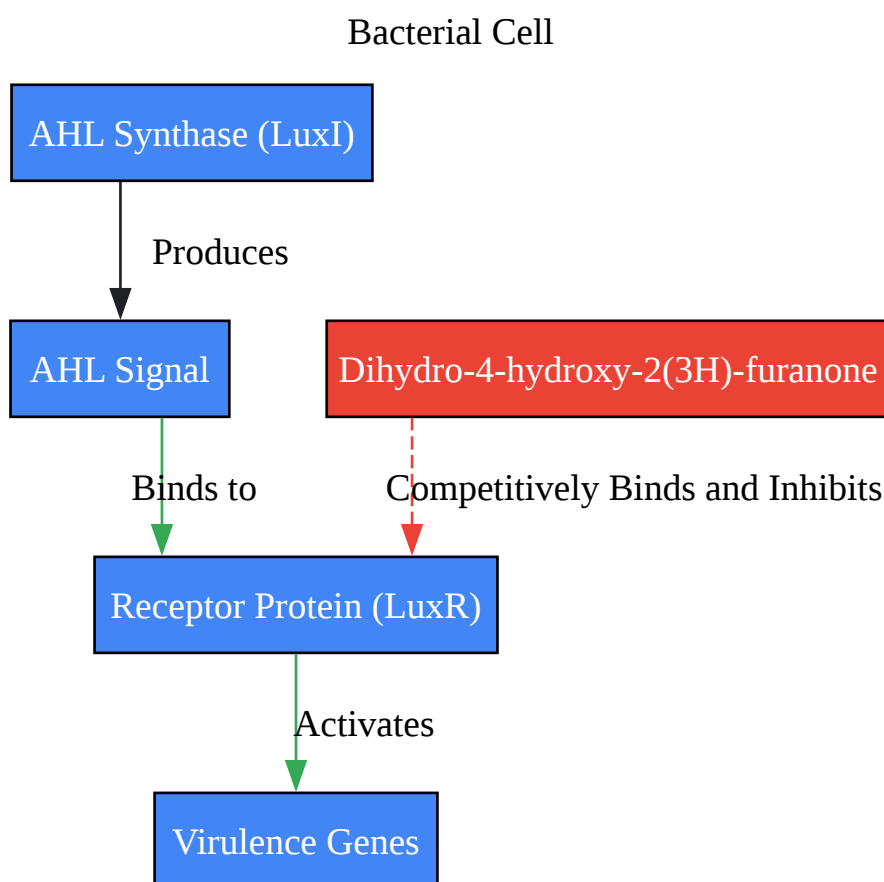 Bacterial Cell
AHL Synthase (LuxI)
Produces
AHL Signal
Dihydro-4-hydroxy-2(3H)-furanone
Binds to
Competitively Binds and Inhibits
Receptor Protein (LuxR)
Activates
Virulence Genes